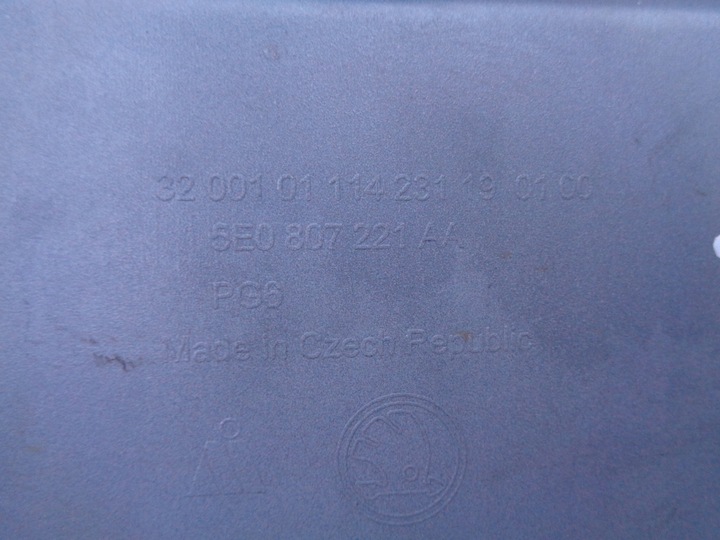 32 001 01 114 231 19 01 00
5E0 807 221 AA
PG6
Made in Czech Republic